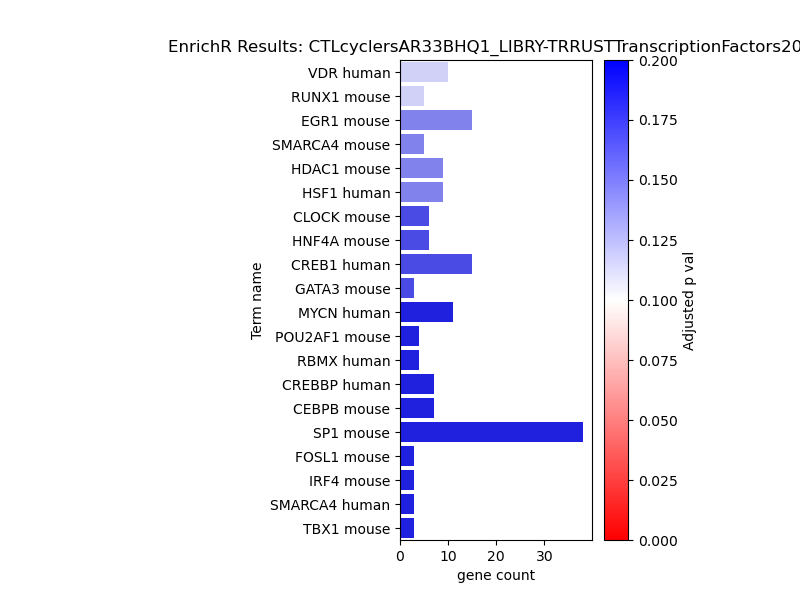 EnrichR Results: CTLcyclersAR33BHQ1_LIBRY-TRRUSTTranscriptionFactors20
VDR human
RUNX1 mouse
EGR1 mouse
SMARCA4 mouse
HDAC1 mouse
HSF1 human
CLOCK mouse
HNF4A mouse
CREB1 human
GATA3 mouse
MYCN human
POU2AF1 mouse
RBMX human
CREBBP human
CEBPB mouse
SP1 mouse
FOSL1 mouse
IRF4 mouse
SMARCA4 human
TBX1 mouse
Term name
0 10 20 30
gene count
0.200
0.175
0.150
0.125
0.100
0.075
0.050
0.025
0.000
Adjusted p val